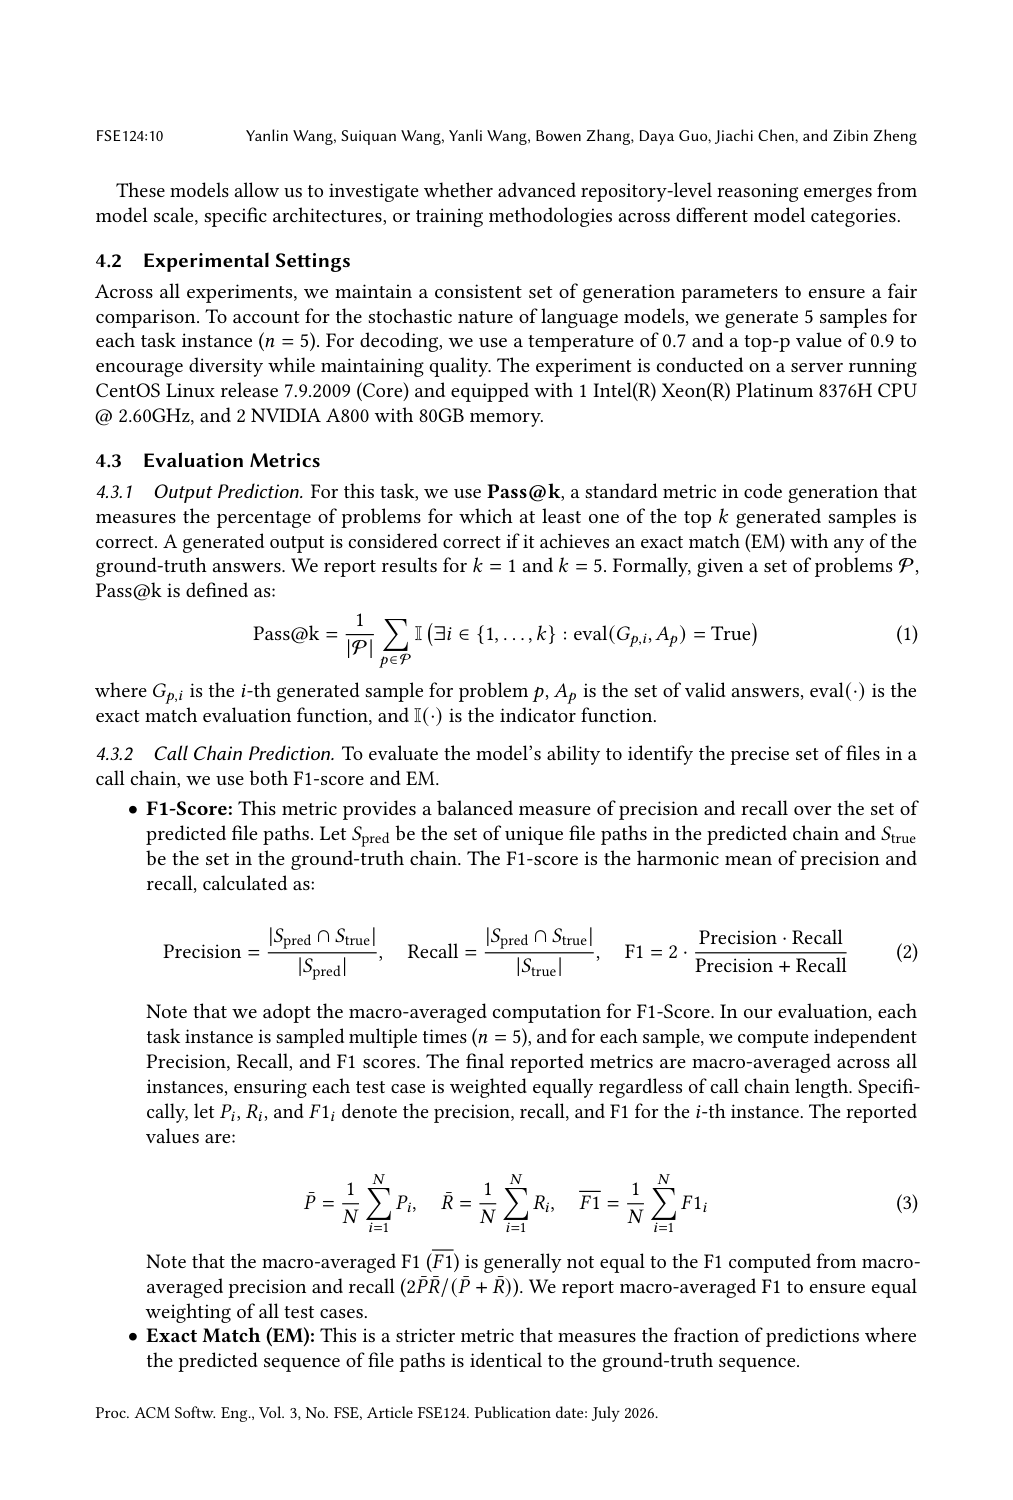 FSE124:10 Yanlin Wang, Suiquan Wang, Yanli Wang, Bowen Zhang, Daya Guo, Jiachi Chen, and Zibin Zheng
These models allow us to investigate whether advanced repository-level reasoning emerges from
model scale, specific architectures, or training methodologies across different model categories.
4.2 Experimental Settings
Across all experiments, we maintain a consistent set of generation parameters to ensure a fair
comparison. To account for the stochastic nature of language models, we generate 5 samples for
each task instance (n = 5). For decoding, we use a temperature of 0.7 and a top-p value of 0.9 to
encourage diversity while maintaining quality. The experiment is conducted on a server running
CentOS Linux release 7.9.2009 (Core) and equipped with 1 Intel(R) Xeon(R) Platinum 8376H CPU
@ 2.60GHz, and 2 NVIDIA A800 with 80GB memory.
4.3 Evaluation Metrics
4.3.1 Output Prediction. For this task, we use Pass@k, a standard metric in code generation that
measures the percentage of problems for which at least one of the top k generated samples is
correct. A generated output is considered correct if it achieves an exact match (EM) with any of the
ground-truth answers. We report results for k = 1 and k = 5. Formally, given a set of problems 𝒫,
Pass@k is defined as:
Pass@k = 1/|𝒫| ∑_{p∈𝒫} 𝕀 (∃i ∈ {1, . . . , k} : eval(G_{p,i}, A_p) = True) (1)
where G_{p,i} is the i-th generated sample for problem p, A_p is the set of valid answers, eval(·) is the
exact match evaluation function, and 𝕀(·) is the indicator function.
4.3.2 Call Chain Prediction. To evaluate the model's ability to identify the precise set of files in a
call chain, we use both F1-score and EM.
• F1-Score: This metric provides a balanced measure of precision and recall over the set of
predicted file paths. Let S_pred be the set of unique file paths in the predicted chain and S_true
be the set in the ground-truth chain. The F1-score is the harmonic mean of precision and
recall, calculated as:
Precision = |S_pred ∩ S_true| / |S_pred|, Recall = |S_pred ∩ S_true| / |S_true|, F1 = 2 · Precision · Recall / Precision + Recall (2)
Note that we adopt the macro-averaged computation for F1-Score. In our evaluation, each
task instance is sampled multiple times (n = 5), and for each sample, we compute independent
Precision, Recall, and F1 scores. The final reported metrics are macro-averaged across all
instances, ensuring each test case is weighted equally regardless of call chain length. Specifi-
cally, let P_i, R_i, and F1_i denote the precision, recall, and F1 for the i-th instance. The reported
values are:
P̄ = 1/N ∑_{i=1}^{N} P_i, R̄ = 1/N ∑_{i=1}^{N} R_i, F̅1̅ = 1/N ∑_{i=1}^{N} F1_i (3)
Note that the macro-averaged F1 (F̅1̅) is generally not equal to the F1 computed from macro-
averaged precision and recall (2P̄R̄/(P̄ + R̄)). We report macro-averaged F1 to ensure equal
weighting of all test cases.
• Exact Match (EM): This is a stricter metric that measures the fraction of predictions where
the predicted sequence of file paths is identical to the ground-truth sequence.
Proc. ACM Softw. Eng., Vol. 3, No. FSE, Article FSE124. Publication date: July 2026.